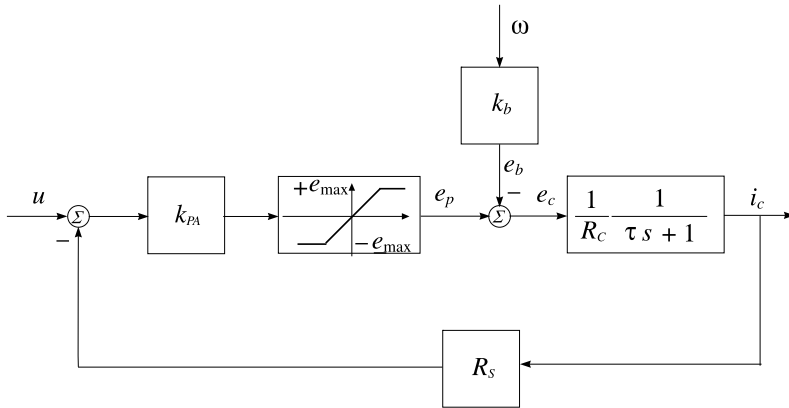 ω
k_b
e_b
u
Σ
−
k_PA
+e_max
−e_max
e_p
Σ
−
e_c
1/R_C 1/(τ s + 1)
i_c
R_S